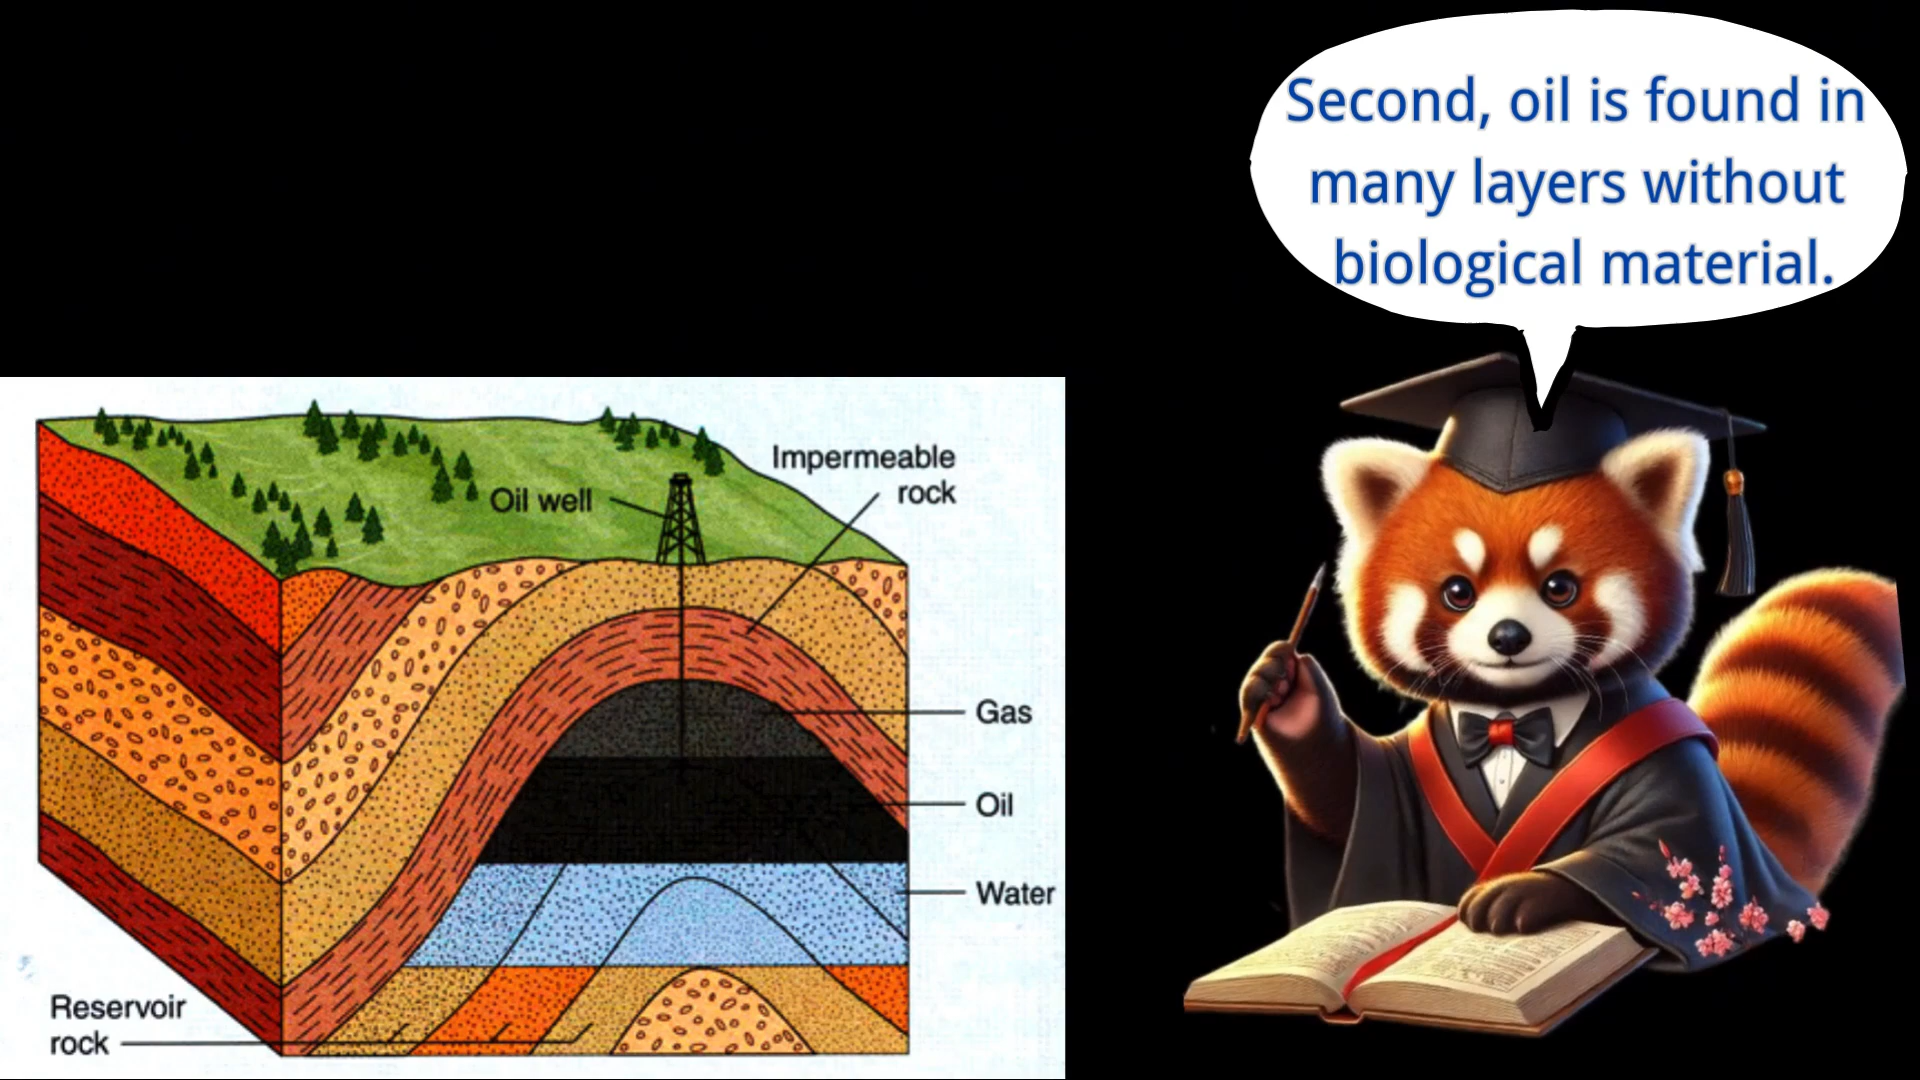 Second, oil is found in
many layers without
biological material.
Impermeable
rock
Oil well
Gas
Oil
Water
Reservoir
rock